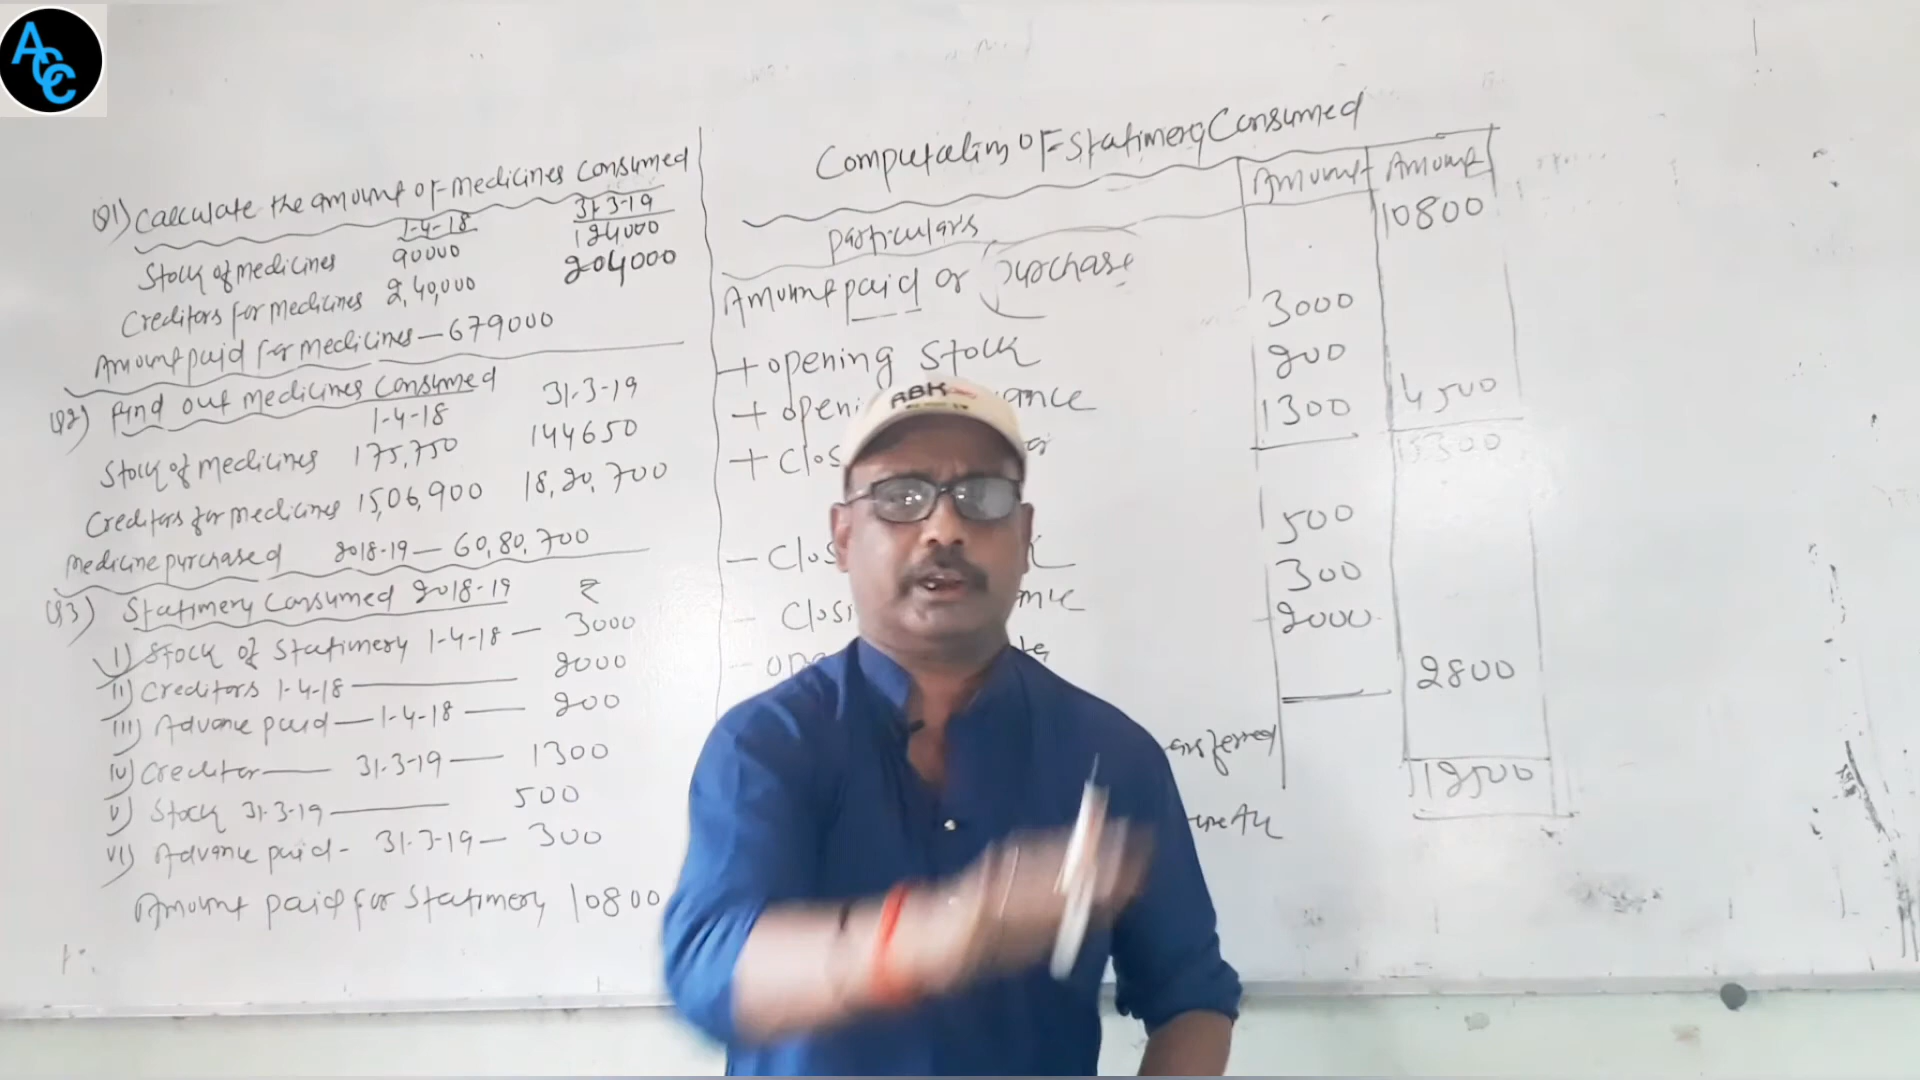 ACC
Q1) Calculate the amount of medicines consumed
1-4-18 31-3-19
Stock of medicines 90000 124000
Creditors for medicines 2,40,000 204000
Amount paid for medicines — 679000
Q2) Find out medicines consumed
1-4-18 31.3-19
Stock of medicines 175,750 144650
Creditors for medicines 15,06,900 18,20,700
medicine purchased 2018-19 — 60,80,700
Q3) Stationery consumed 2018-19 ₹
I) Stock of Stationery 1-4-18 — 3000
II) Creditors 1-4-18 — 2000
III) Advance paid — 1-4-18 — 200
IV) Creditor — 31.3-19 — 1300
V) Stock 31.3-19 — 500
VI) Advance paid - 31.3-19 — 300
Amount paid for Stationery 10800
Computation of Stationery Consumed
Particulars Amount Amount
Amount paid or Purchase 10800
+ opening Stock 3000
+ openi ance 200
+ Clos 1300 4500
15300
- Clos 500
- Closi 300
- ope 2000
2800
ansferred
12500
ABK